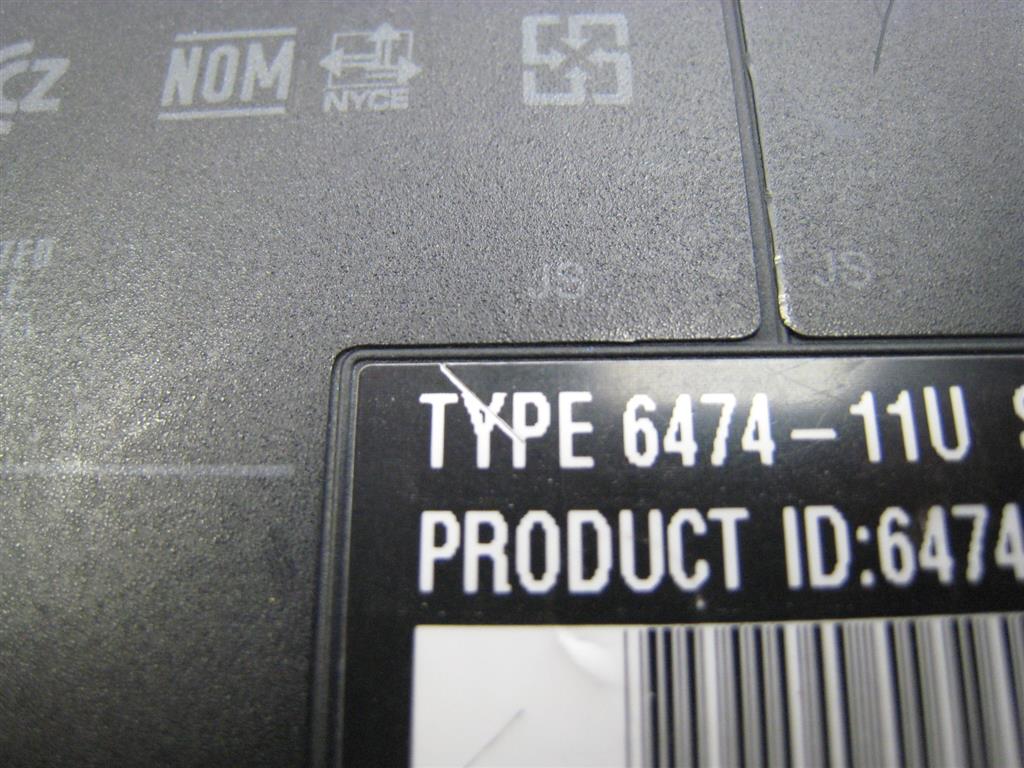 NOM NYCE
JS JS
TYPE 6474-11U
PRODUCT ID:6474